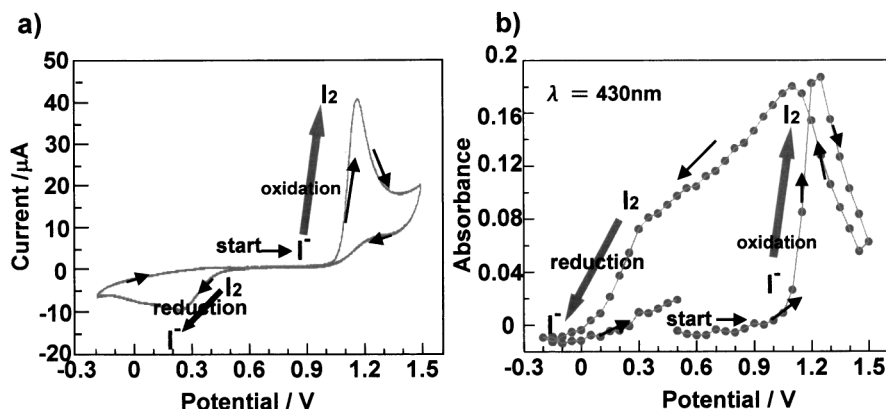 a)
50
40
30
20
10
0
-10
-20
Current /μA
-0.3 0 0.3 0.6 0.9 1.2 1.5
Potential / V
I2
oxidation
start
I-
I2
reduction
I-
b)
0.2
0.16
0.12
0.08
0.04
0
Absorbance
-0.3 0 0.3 0.6 0.9 1.2 1.5
Potential / V
λ = 430nm
I2
I2
oxidation
reduction
I-
I-
start